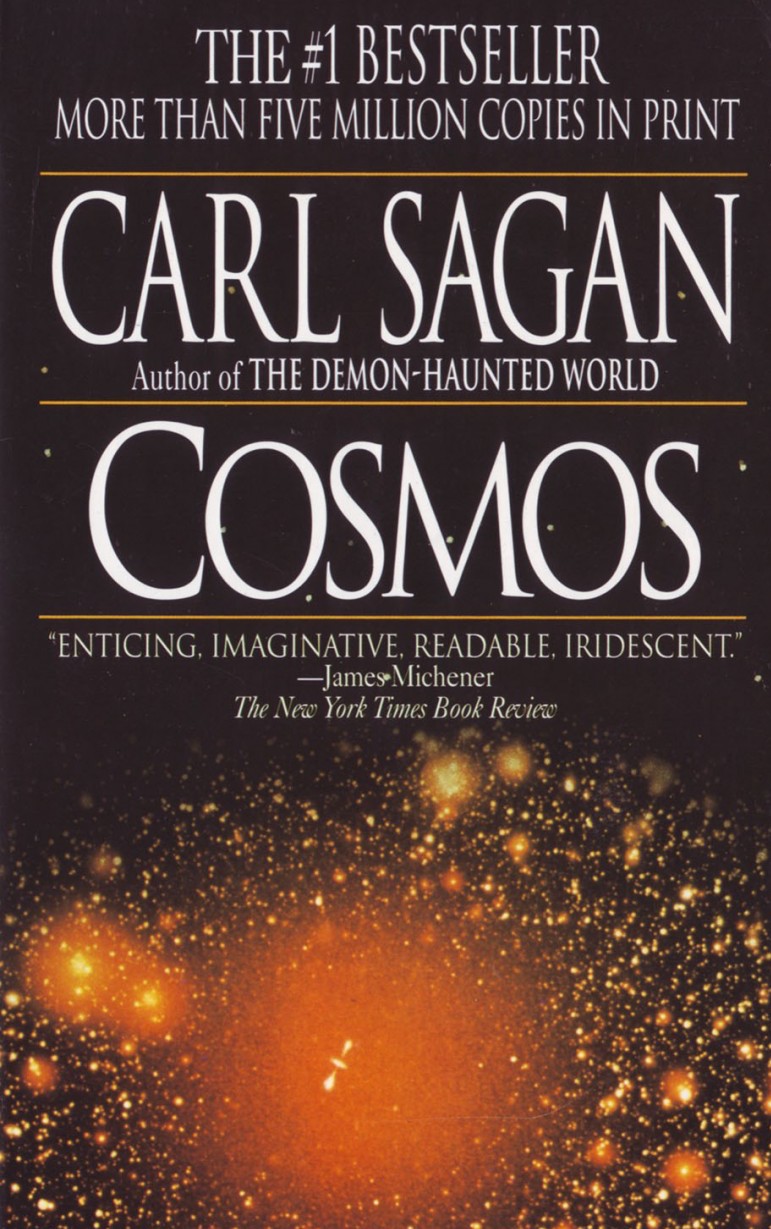 THE #1 BESTSELLER
MORE THAN FIVE MILLION COPIES IN PRINT
CARL SAGAN
Author of THE DEMON-HAUNTED WORLD
COSMOS
“ENTICING, IMAGINATIVE, READABLE, IRIDESCENT.”
—James Michener
The New York Times Book Review